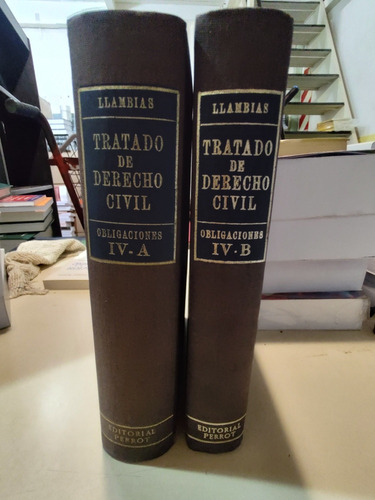 LLAMBIAS
TRATADO
DE
DERECHO
CIVIL
OBLIGACIONES
IV-A
EDITORIAL
PERROT
LLAMBIAS
TRATADO
DE
DERECHO
CIVIL
OBLIGACIONES
IV-B
EDITORIAL
PERROT